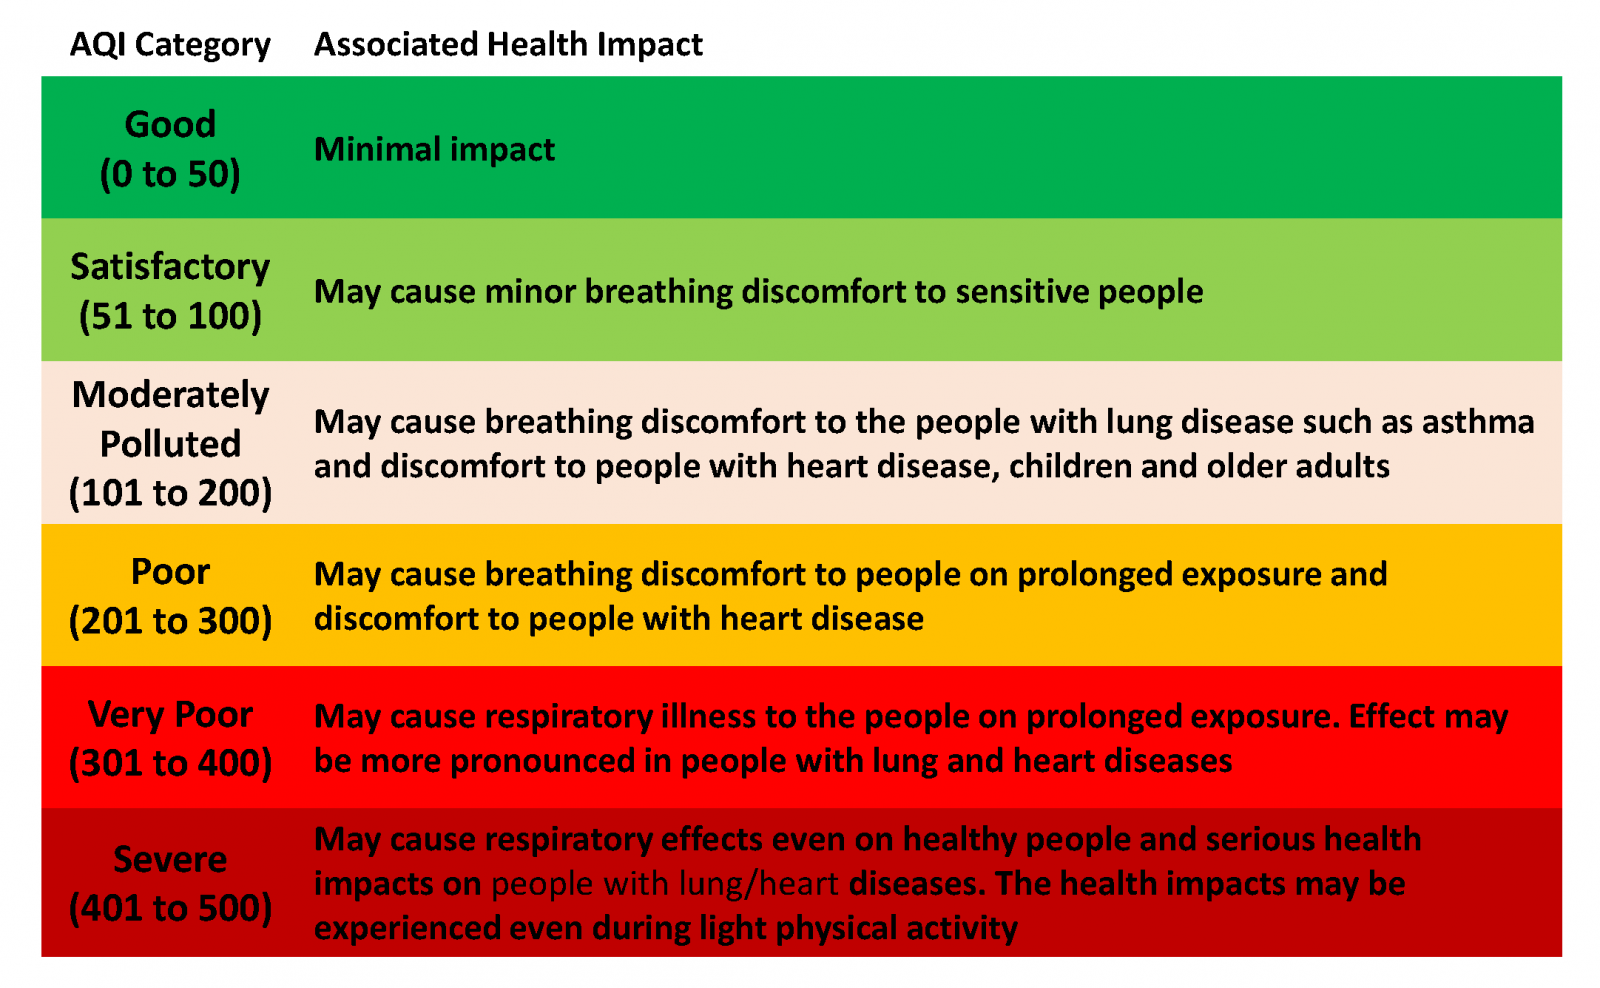 AQI Category Associated Health Impact
Good
(0 to 50)
Minimal impact
Satisfactory
(51 to 100)
May cause minor breathing discomfort to sensitive people
Moderately
Polluted
(101 to 200)
May cause breathing discomfort to the people with lung disease such as asthma
and discomfort to people with heart disease, children and older adults
Poor
(201 to 300)
May cause breathing discomfort to people on prolonged exposure and
discomfort to people with heart disease
Very Poor
(301 to 400)
May cause respiratory illness to the people on prolonged exposure. Effect may
be more pronounced in people with lung and heart diseases
Severe
(401 to 500)
May cause respiratory effects even on healthy people and serious health
impacts on people with lung/heart diseases. The health impacts may be
experienced even during light physical activity